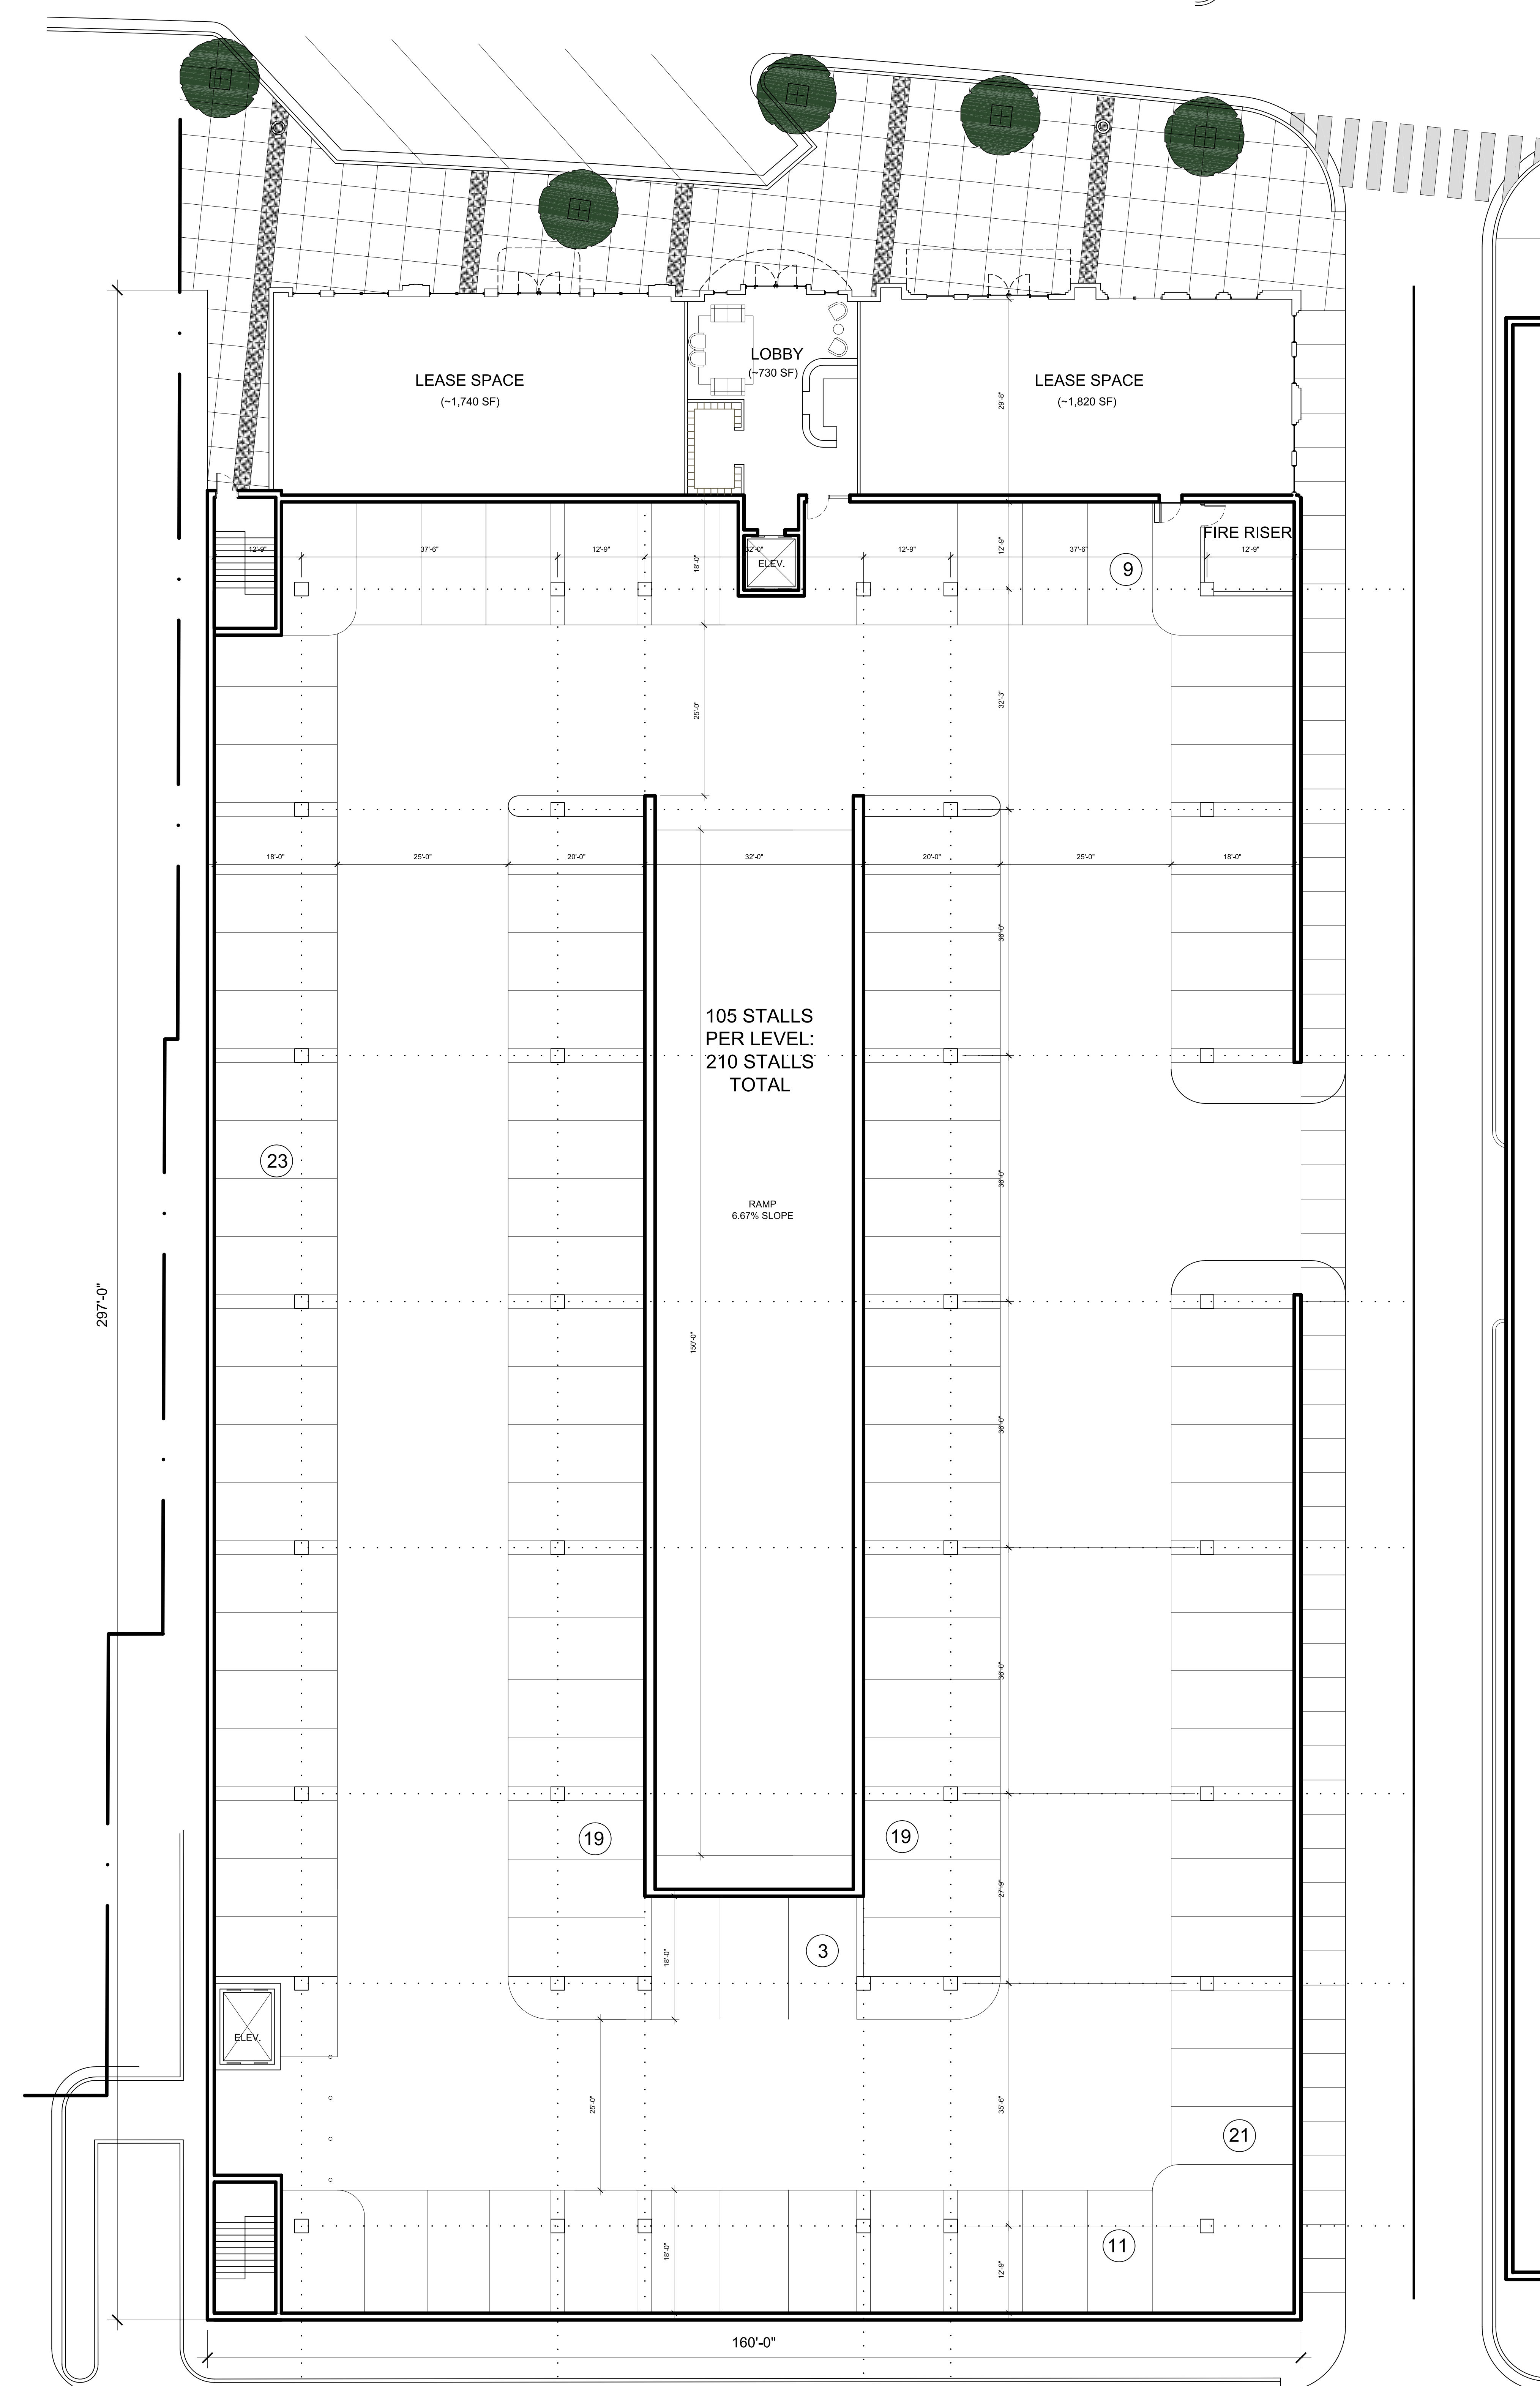 LEASE SPACE
(~1,740 SF)
LOBBY
(~730 SF)
LEASE SPACE
(~1,820 SF)
29'-8"
FIRE RISER
12'-9"
37'-6"
12'-9"
32'-0"
12'-9"
37'-6"
12'-9"
18'-0"
ELEV.
12'-9"
9
25'-0"
32'-3"
18'-0"
25'-0"
20'-0"
32'-0"
20'-0"
25'-0"
18'-0"
36'-0"
105 STALLS
PER LEVEL:
210 STALLS
TOTAL
23
36'-0"
RAMP
6.67% SLOPE
297'-0"
150'-0"
36'-0"
36'-0"
19
19
27'-9"
3
18'-0"
ELEV.
25'-0"
35'-6"
21
11
18'-0"
12'-9"
160'-0"